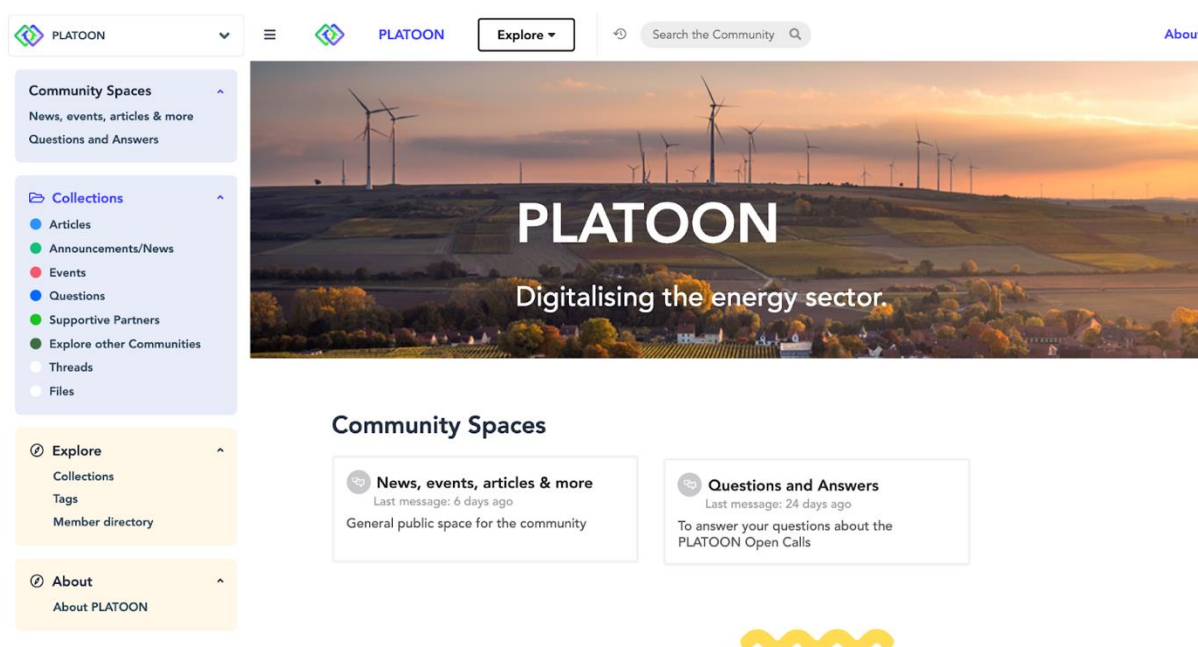 PLATOON
Community Spaces
News, events, articles & more
Questions and Answers
Collections
Articles
Announcements/News
Events
Questions
Supportive Partners
Explore other Communities
Threads
Files
Explore
Collections
Tags
Member directory
About
About PLATOON
PLATOON
Explore
Search the Community
Abou
PLATOON
Digitalising the energy sector.
Community Spaces
News, events, articles & more
Last message: 6 days ago
General public space for the community
Questions and Answers
Last message: 24 days ago
To answer your questions about the
PLATOON Open Calls